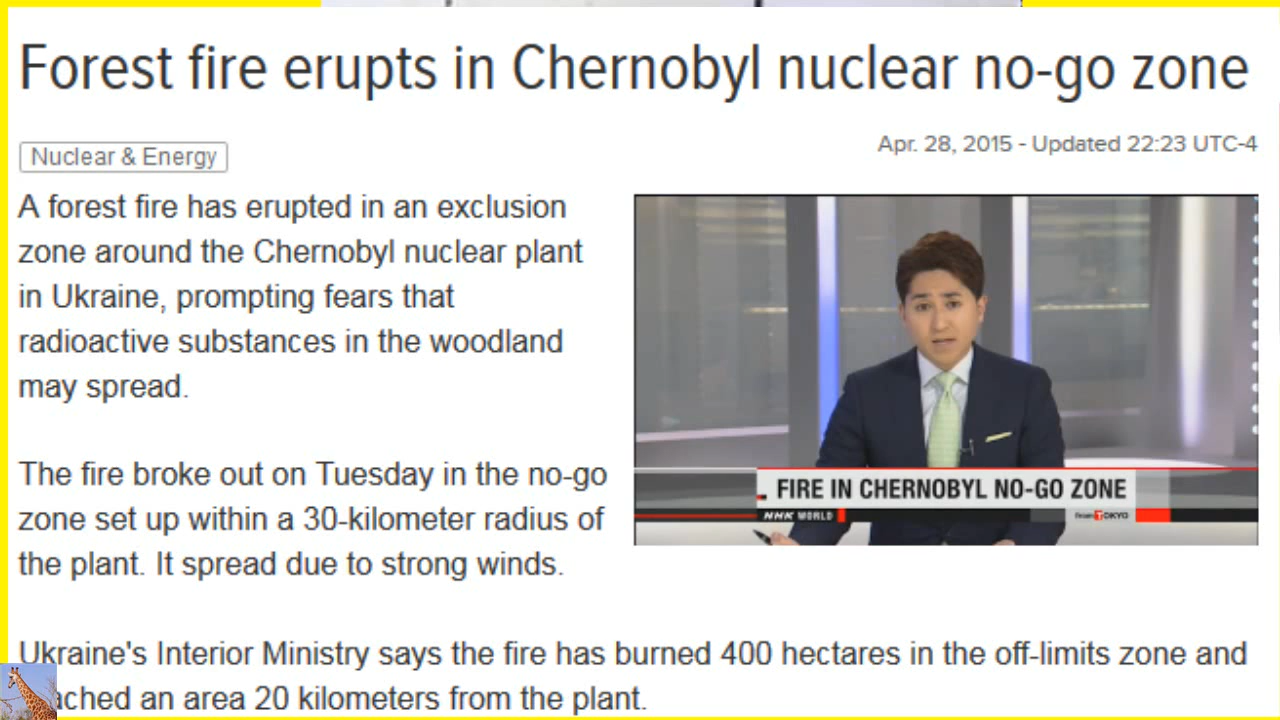 Forest fire erupts in Chernobyl nuclear no-go zone
Apr. 28, 2015 - Updated 22:23 UTC-4
Nuclear & Energy
A forest fire has erupted in an exclusion
zone around the Chernobyl nuclear plant
in Ukraine, prompting fears that
radioactive substances in the woodland
may spread.
The fire broke out on Tuesday in the no-go
zone set up within a 30-kilometer radius of
the plant. It spread due to strong winds.
FIRE IN CHERNOBYL NO-GO ZONE
NHK WORLD
from TOKYO
Ukraine's Interior Ministry says the fire has burned 400 hectares in the off-limits zone and
ached an area 20 kilometers from the plant.